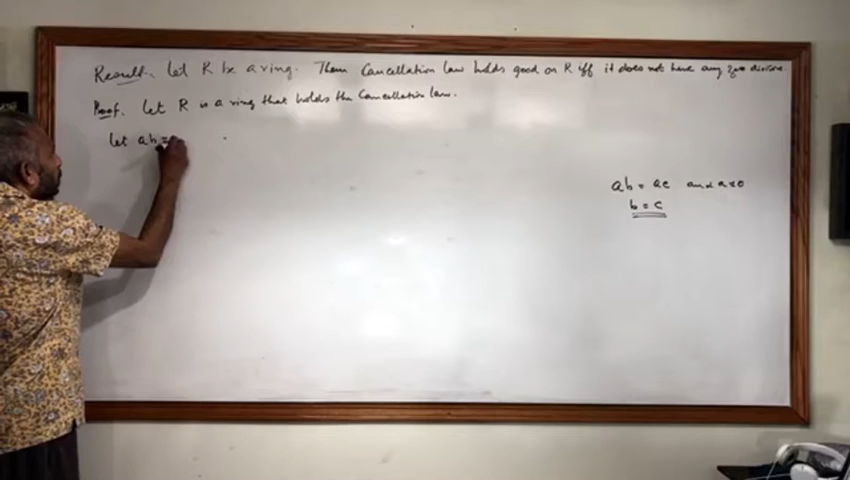 Result. Let R be a ring. Then Cancellation law holds good on R iff it does not have any zero divisor
Proof. Let R is a ring that holds the Cancellation law.
Let ab =
ab = ac and a≠0
b = c